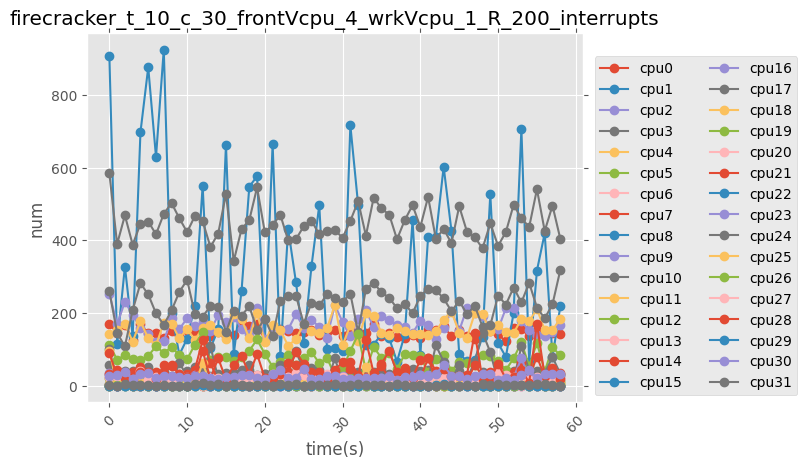 firecracker_t_10_c_30_frontVcpu_4_wrkVcpu_1_R_200_interrupts
num
800
600
400
200
0
0
10
20
30
40
50
60
time(s)
cpu0
cpu1
cpu2
cpu3
cpu4
cpu5
cpu6
cpu7
cpu8
cpu9
cpu10
cpu11
cpu12
cpu13
cpu14
cpu15
cpu16
cpu17
cpu18
cpu19
cpu20
cpu21
cpu22
cpu23
cpu24
cpu25
cpu26
cpu27
cpu28
cpu29
cpu30
cpu31